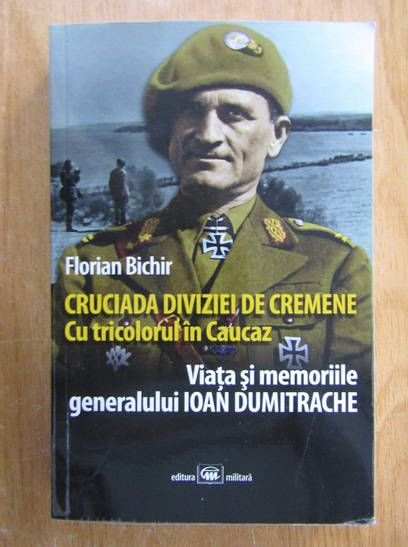 Florian Bichir
CRUCIADA DIVIZIEI DE CREMENE
Cu tricolorul în Caucaz
Viaţa şi memoriile
generalului IOAN DUMITRACHE
editura militară